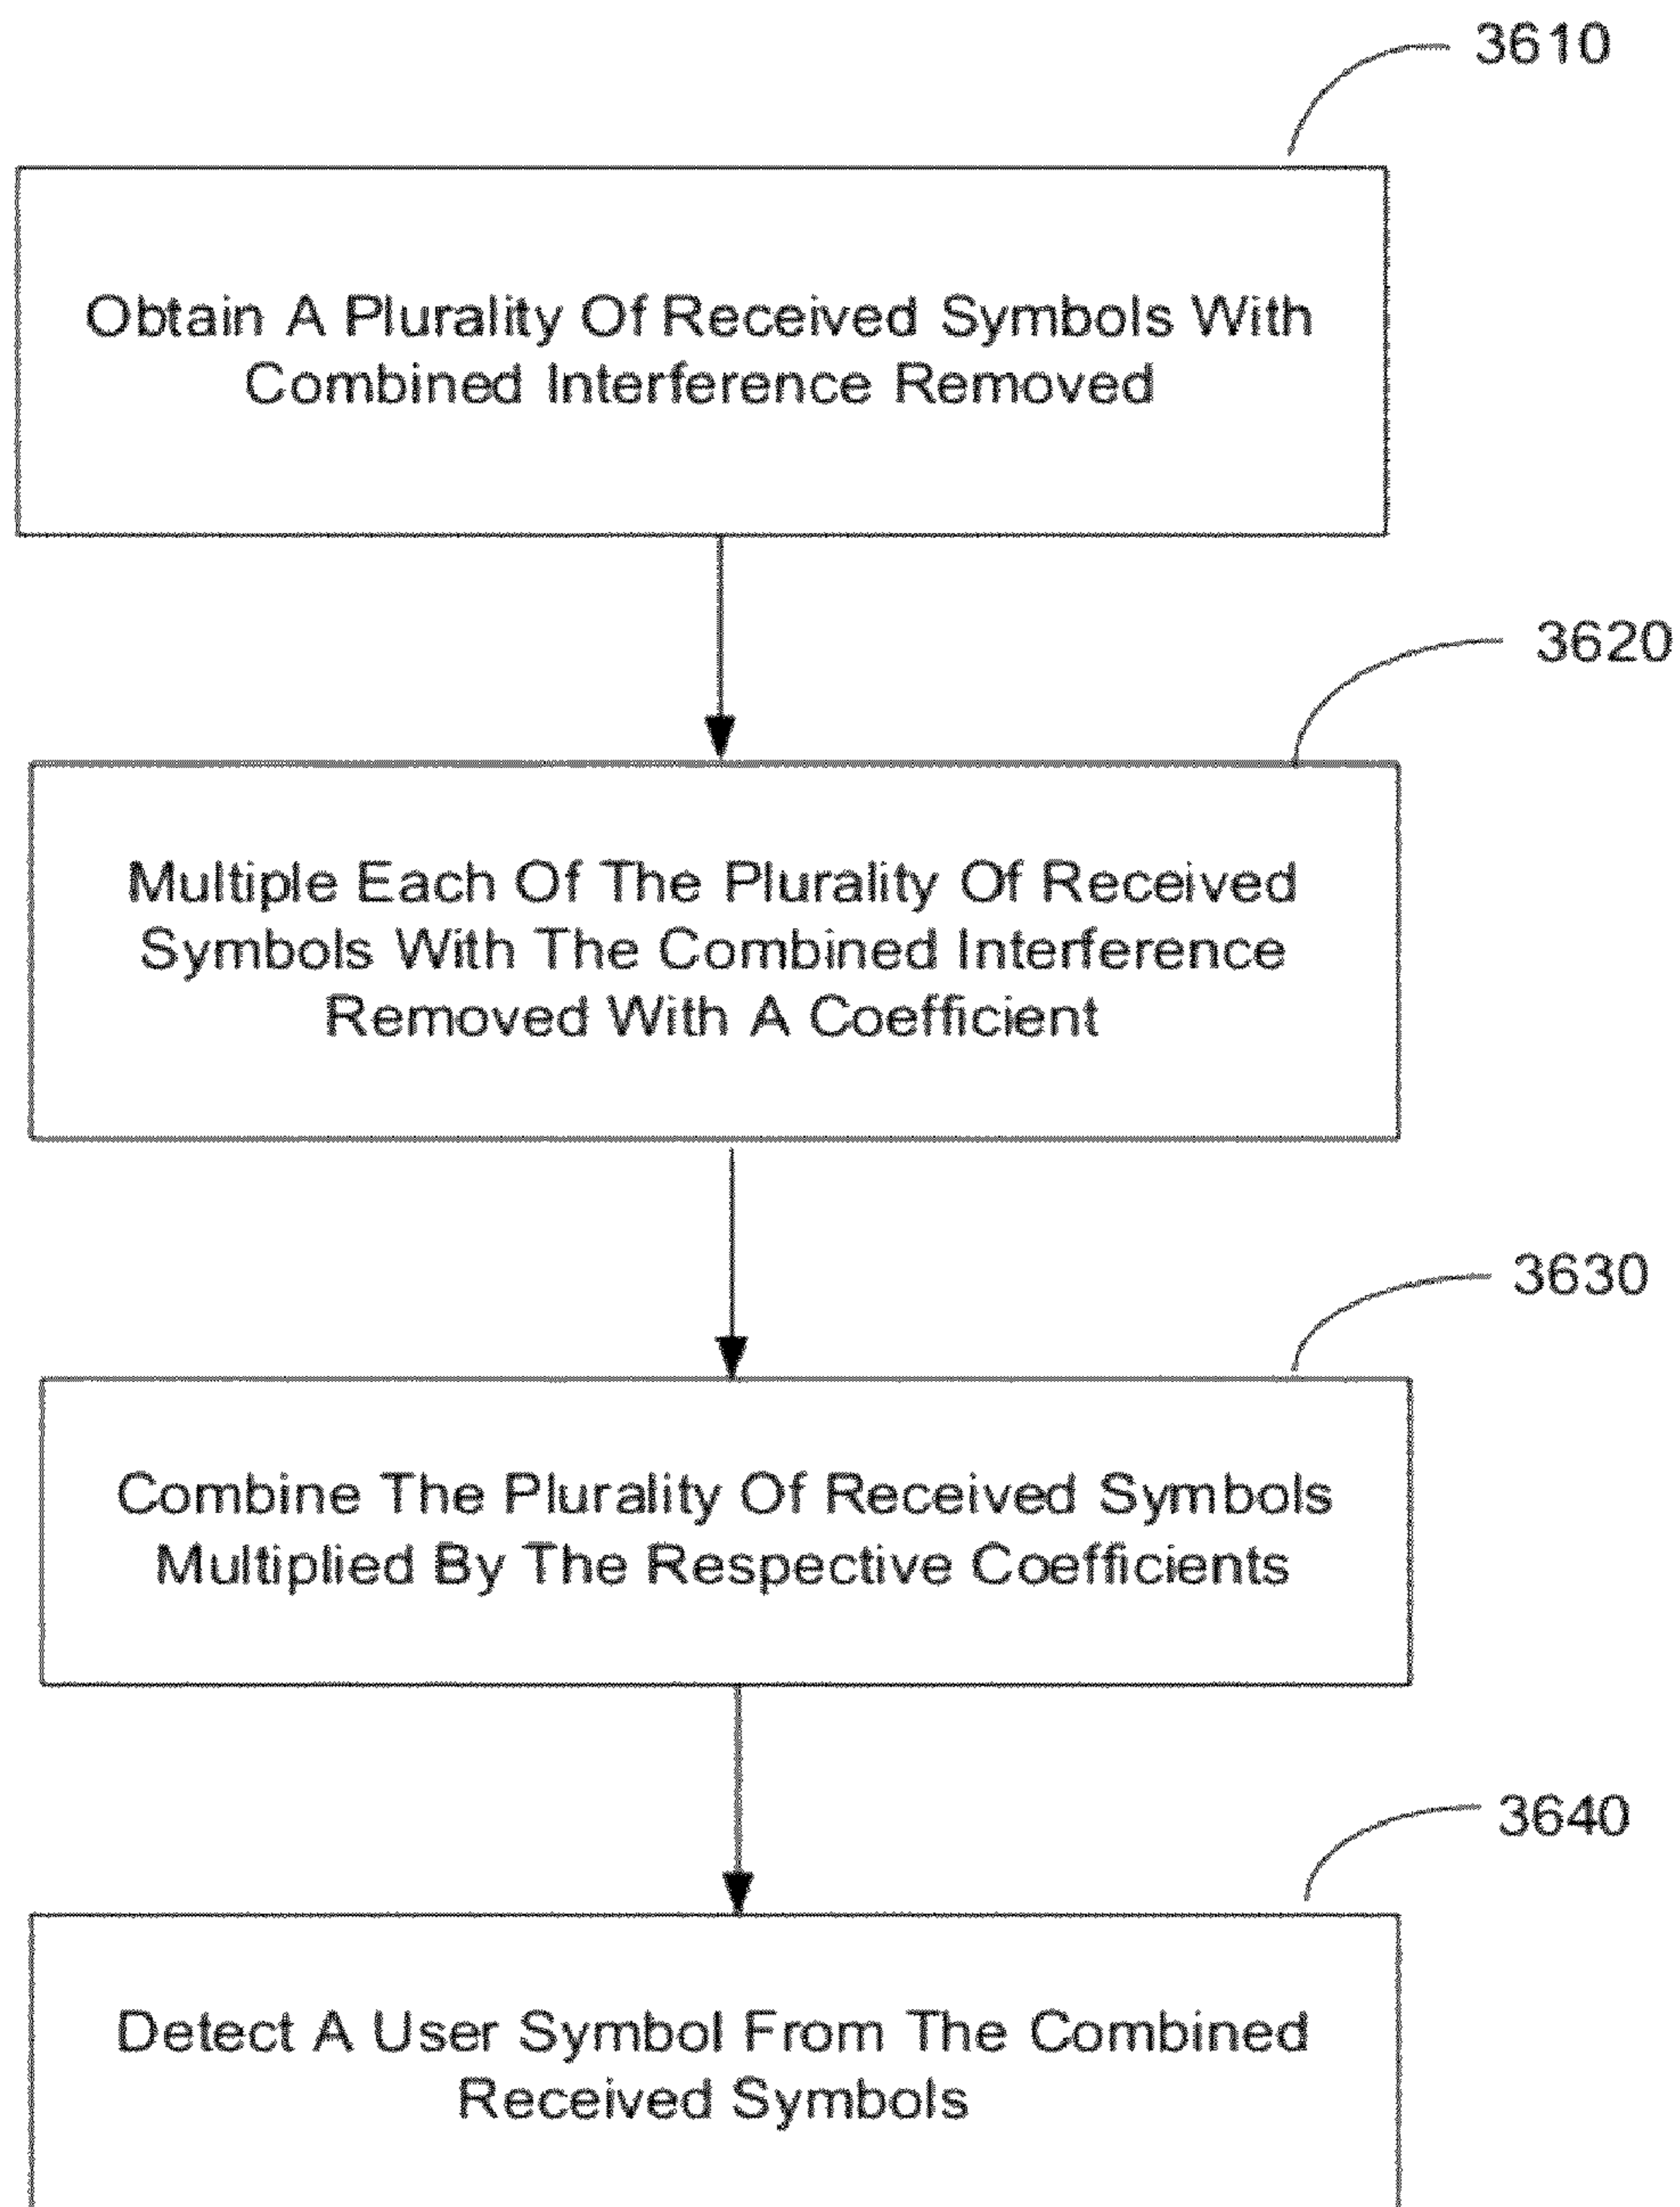 3610
Obtain A Plurality Of Received Symbols With
Combined Interference Removed
3620
Multiple Each Of The Plurality Of Received
Symbols With The Combined Interference
Removed With A Coefficient
3630
Combine The Plurality Of Received Symbols
Multiplied By The Respective Coefficients
3640
Detect A User Symbol From The Combined
Received Symbols